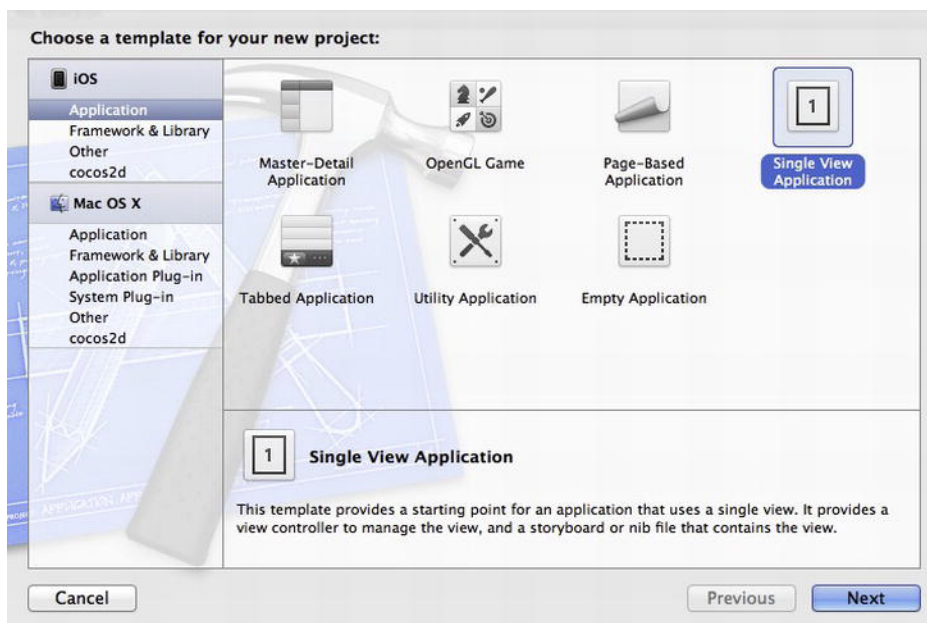 Choose a template for your new project:
iOS
Application
Framework & Library
Other
cocos2d
Mac OS X
Application
Framework & Library
Application Plug-in
System Plug-in
Other
cocos2d
Master-Detail
Application
OpenGL Game
Page-Based
Application
1
Single View
Application
Tabbed Application
Utility Application
Empty Application
1
Single View Application
This template provides a starting point for an application that uses a single view. It provides a
view controller to manage the view, and a storyboard or nib file that contains the view.
Cancel
Previous
Next